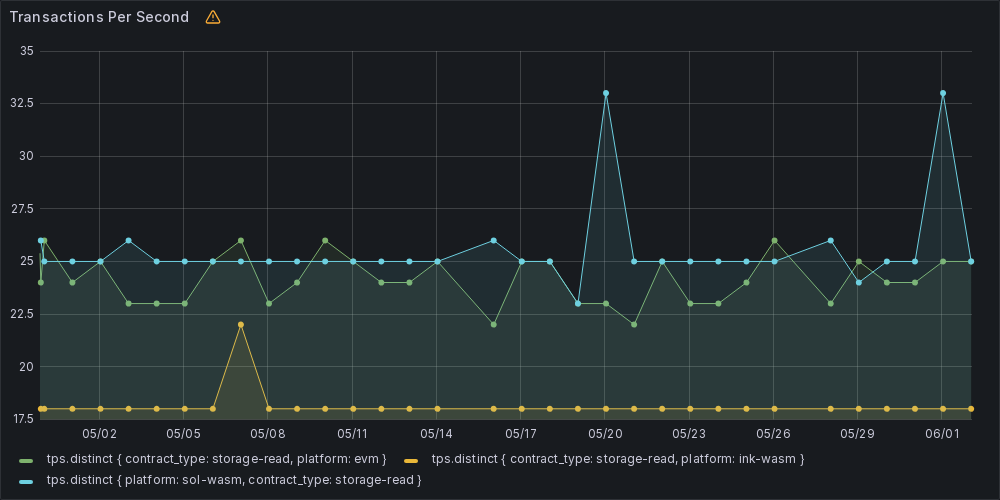 Transactions Per Second
35
32.5
30
27.5
25
22.5
20
17.5
05/02 05/05 05/08 05/11 05/14 05/17 05/20 05/23 05/26 05/29 06/01
tps.distinct { contract_type: storage-read, platform: evm } tps.distinct { contract_type: storage-read, platform: ink-wasm }
tps.distinct { platform: sol-wasm, contract_type: storage-read }